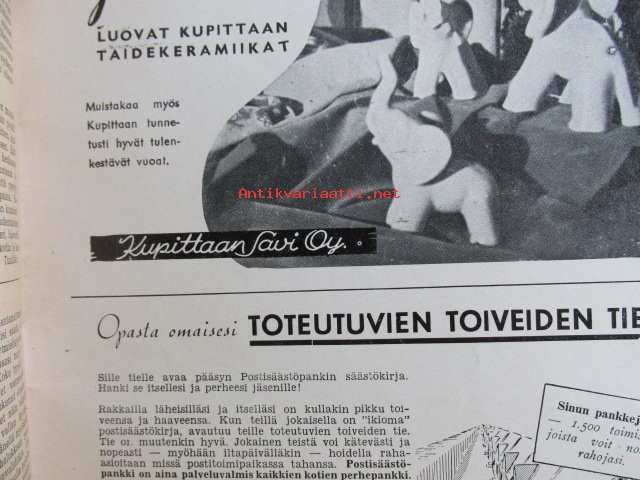 LUOVAT KUPITTAAN
TAIDEKERAMIIKAT
Muistakaa myös
Kupittaan tunne-
tusti hyvät tulen-
kestävät vuoat.
Antikvariaatti.net
Kupittaan Savi Oy.
Opasta omaisesi TOTEUTUVIEN TOIVEIDEN TIE
Sille tielle avaa pääsyn Postisäästöpankin säästökirja.
Hanki se itsellesi ja perheesi jäsenille!
Rakkailla läheisilläsi ja itselläsi on kullakin pikku toi-
veensa ja haaveensa. Kun teillä jokaisella on "ikioma"
postisäästökirja, avautuu teille toteutuvien toiveiden tie.
Tie on muutenkin hyvä. Jokainen teistä voi kätevästi ja
nopeasti — myöhään iltapäivälläkin — hoidella raha-
asioitaan missä postitoimipaikassa tahansa. Postisäästö-
pankki on aina palveluvalmis kaikkien kotien perhepankki.
Sinun pankkej
— 1.500 toimi
joista voit no
rahojasi.